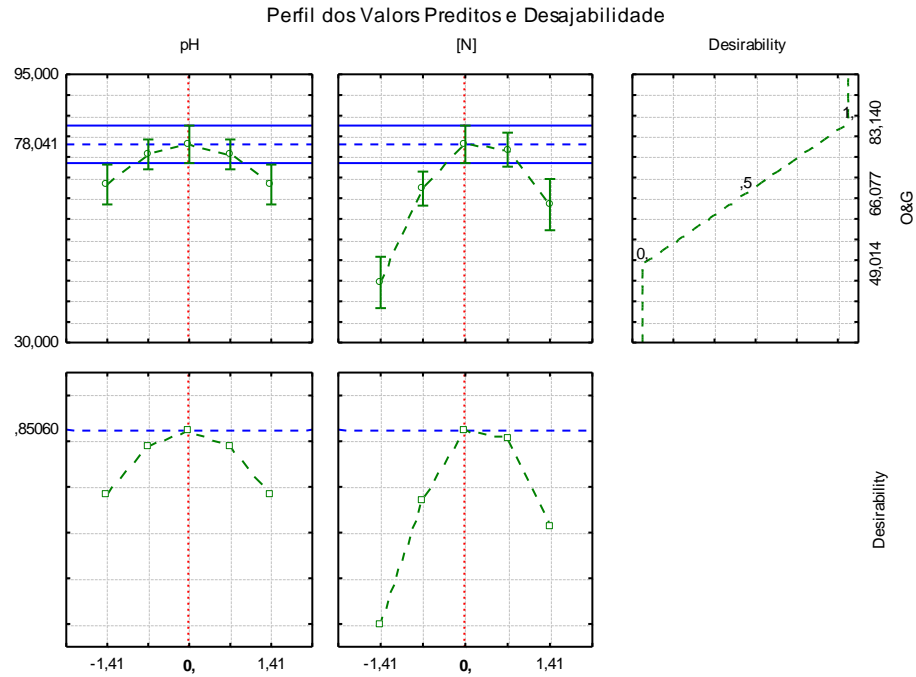 Perfil dos Valors Preditos e Desajabilidade
pH [N] Desirability
95,000
78,041
30,000
1,
,5
0,
83,140
66,077
49,014
O&G
,85060
Desirability
-1,41 0, 1,41 -1,41 0, 1,41